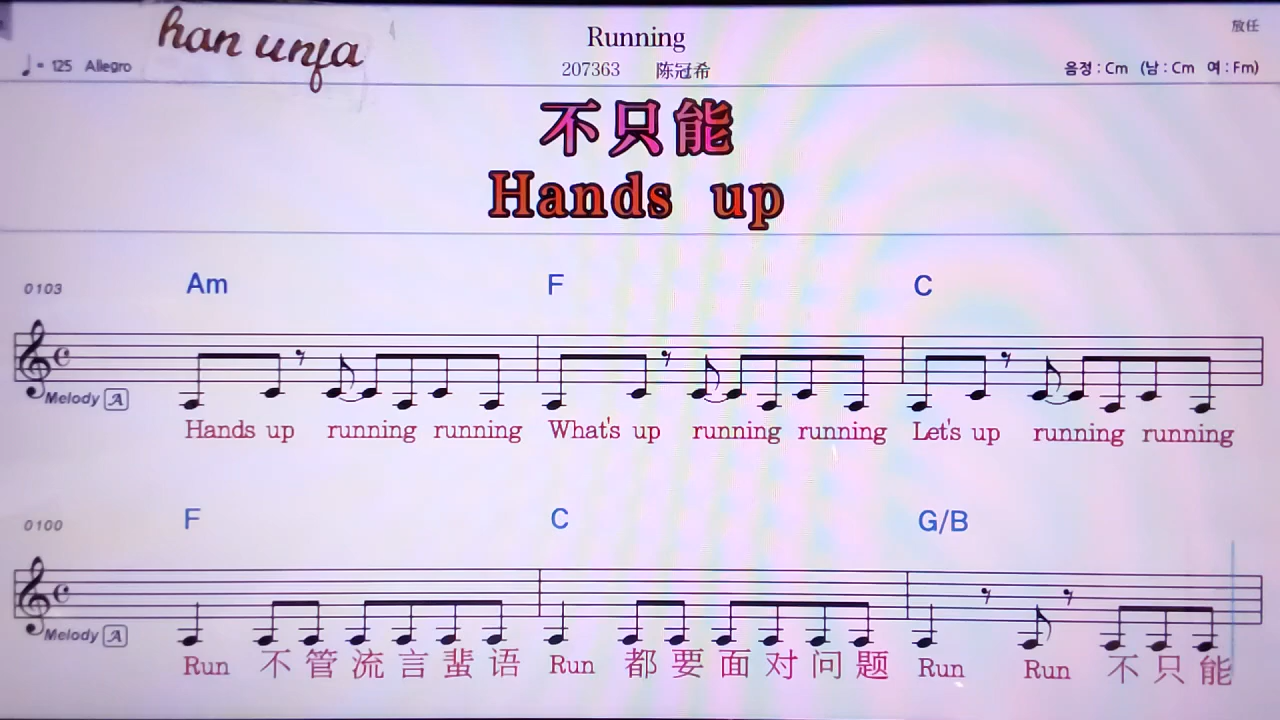 han unfa
Running
放任
♩= 125 Allegro
207363 陈冠希
음정 : Cm (남 : Cm 여 : Fm)
不只能
Hands up
0103 Am F C
Melody A
Hands up running running What's up running running Let's up running running
0100 F C G/B
Melody A
Run 不管流言蜚语 Run 都要面对问题 Run Run 不只能